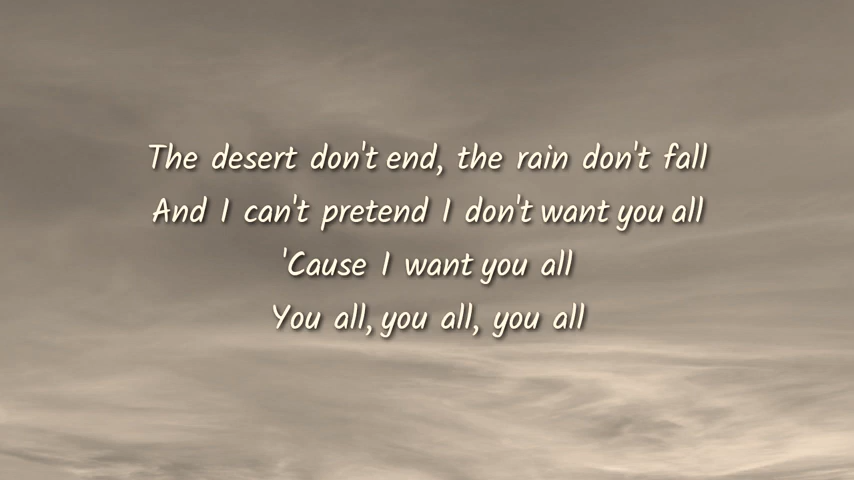 The desert don't end, the rain don't fall
And I can't pretend I don't want you all
'Cause I want you all
You all, you all, you all